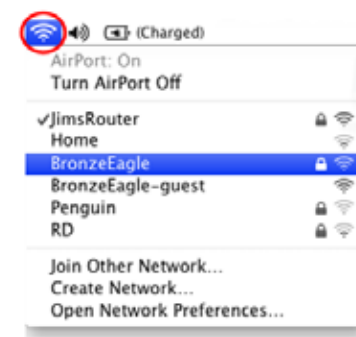 (Charged)
AirPort: On
Turn AirPort Off
✓JimsRouter
Home
BronzeEagle
BronzeEagle-guest
Penguin
RD
Join Other Network...
Create Network...
Open Network Preferences...